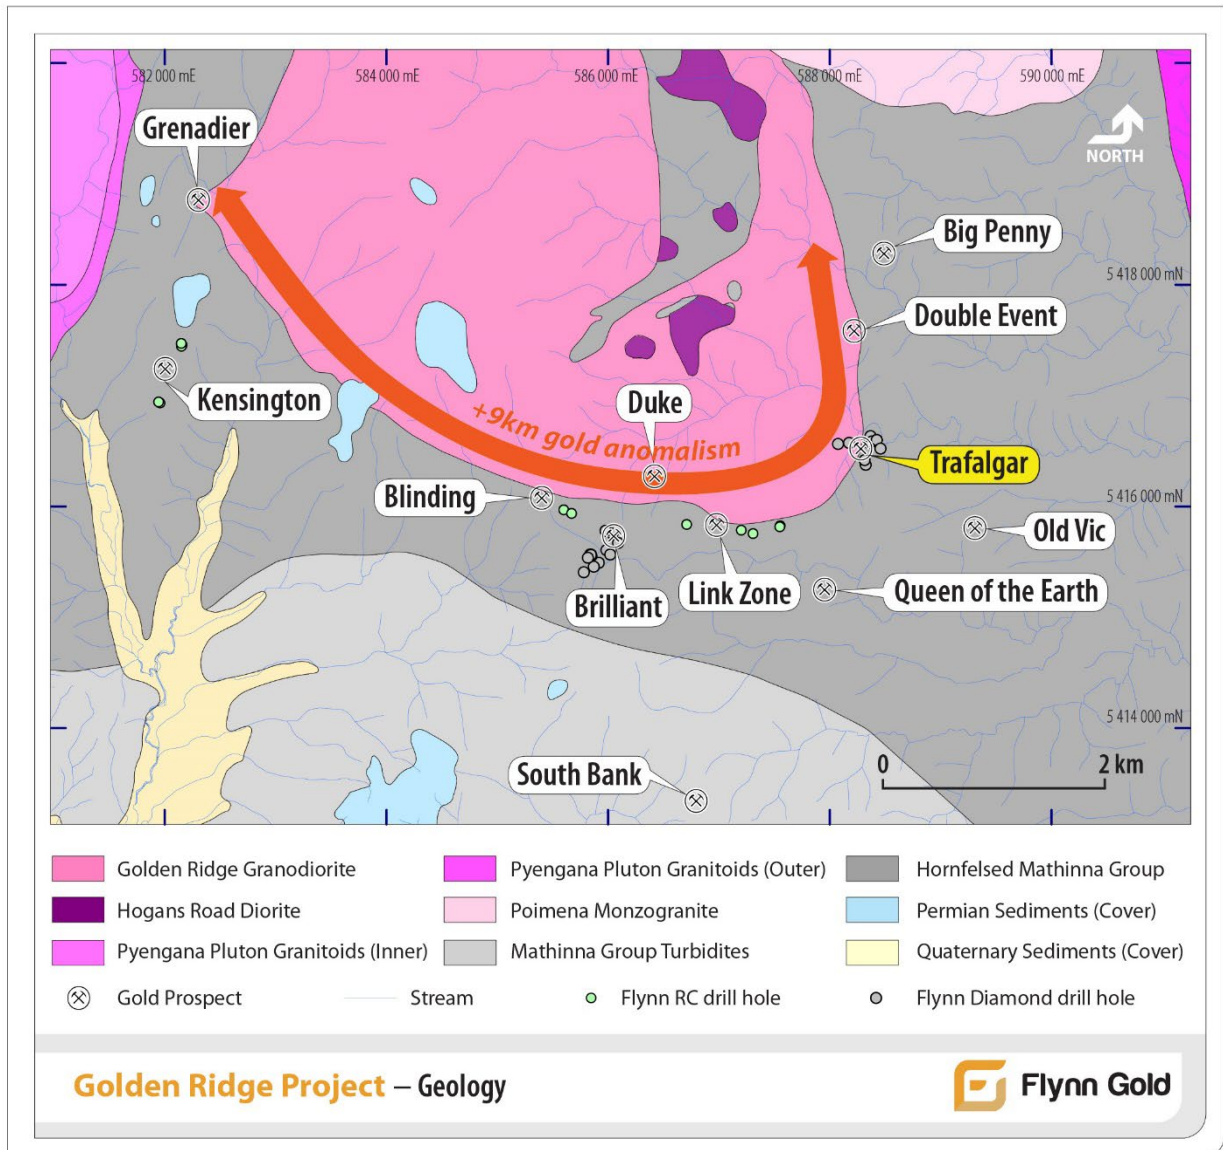 582 000 mE
584 000 mE
586 000 mE
588 000 mE
590 000 mE
Grenadier
NORTH
Big Penny
5 418 000 mN
Double Event
Kensington
Duke
+9km gold anomalism
Trafalgar
Blinding
5 416 000 mN
Old Vic
Link Zone
Queen of the Earth
Brilliant
5 414 000 mN
South Bank
0
2 km
Golden Ridge Granodiorite
Pyengana Pluton Granitoids (Outer)
Hornfelsed Mathinna Group
Hogans Road Diorite
Poimena Monzogranite
Permian Sediments (Cover)
Pyengana Pluton Granitoids (Inner)
Mathinna Group Turbidites
Quaternary Sediments (Cover)
Gold Prospect
Stream
Flynn RC drill hole
Flynn Diamond drill hole
Golden Ridge Project – Geology
Flynn Gold